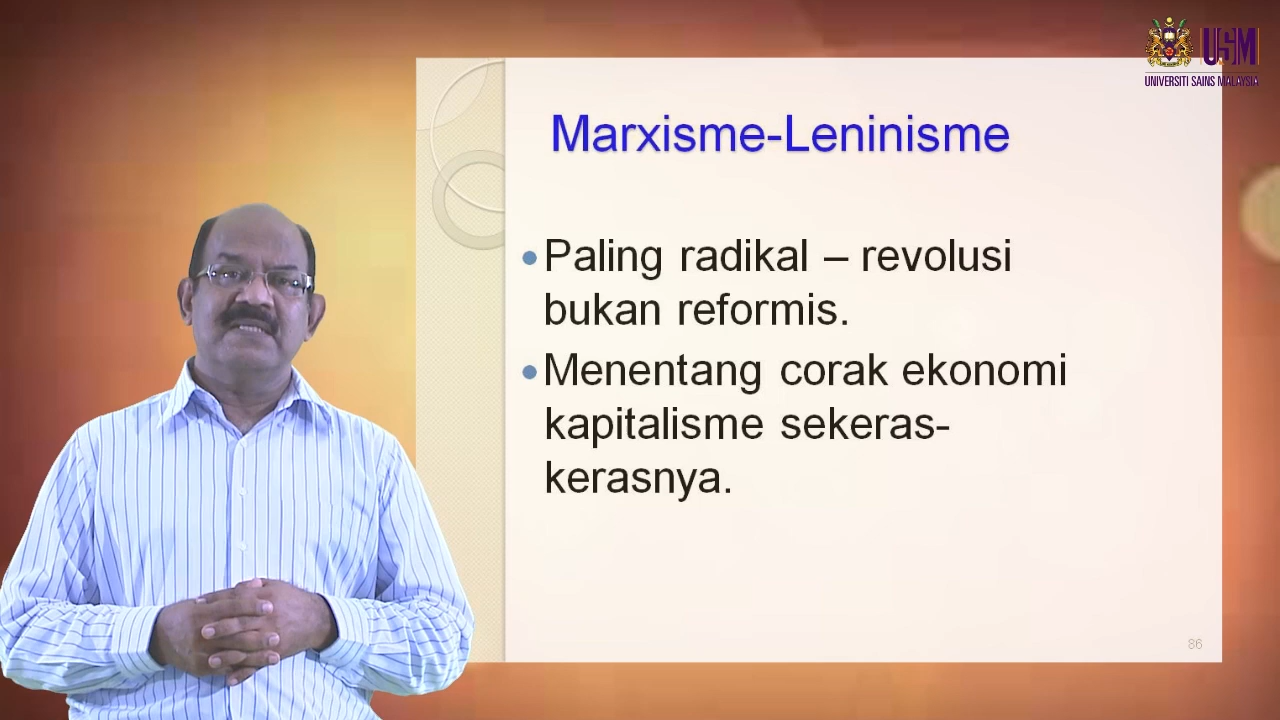 USM
UNIVERSITI SAINS MALAYSIA
Marxisme-Leninisme
Paling radikal – revolusi
bukan reformis.
Menentang corak ekonomi
kapitalisme sekeras-
kerasnya.
86